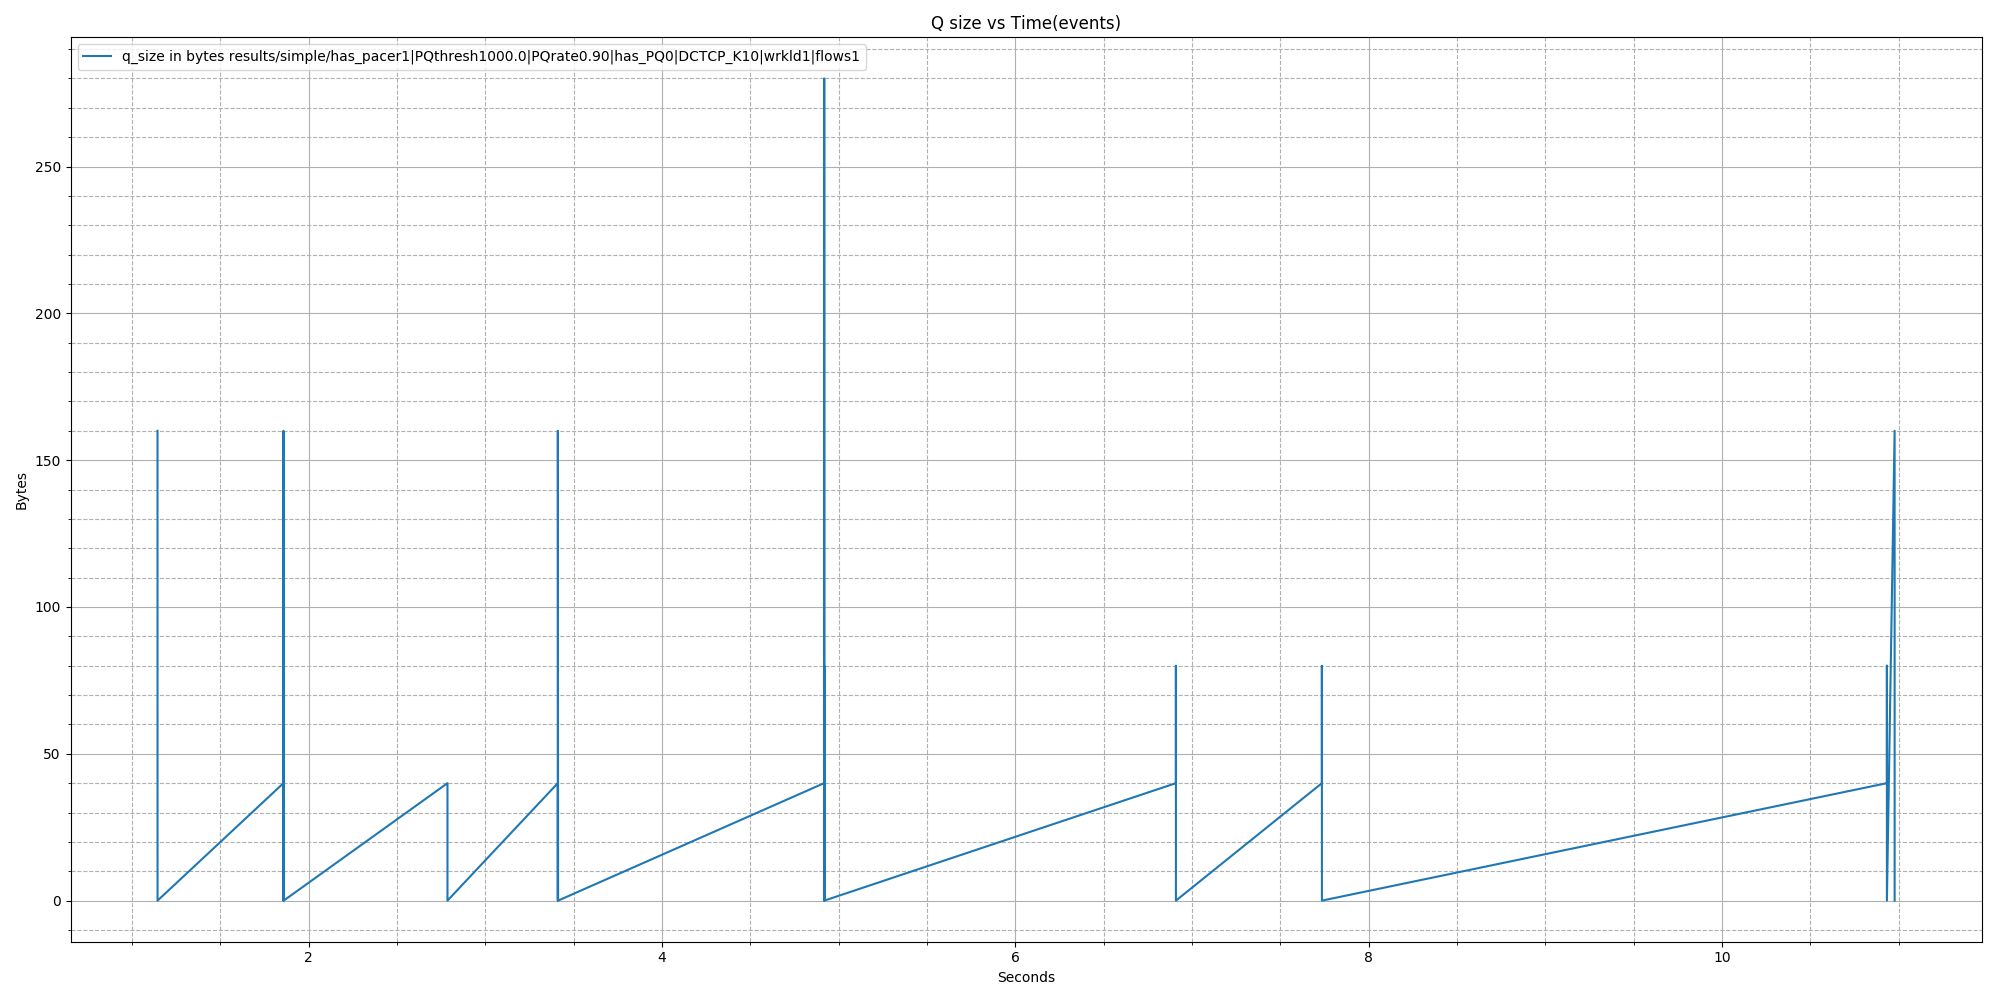 Q size vs Time(events)
q_size in bytes results/simple/has_pacer1|PQthresh1000.0|PQrate0.90|has_PQ0|DCTCP_K10|wrkld1|flows1
250
200
150
100
50
0
Bytes
2 4 6 8 10
Seconds